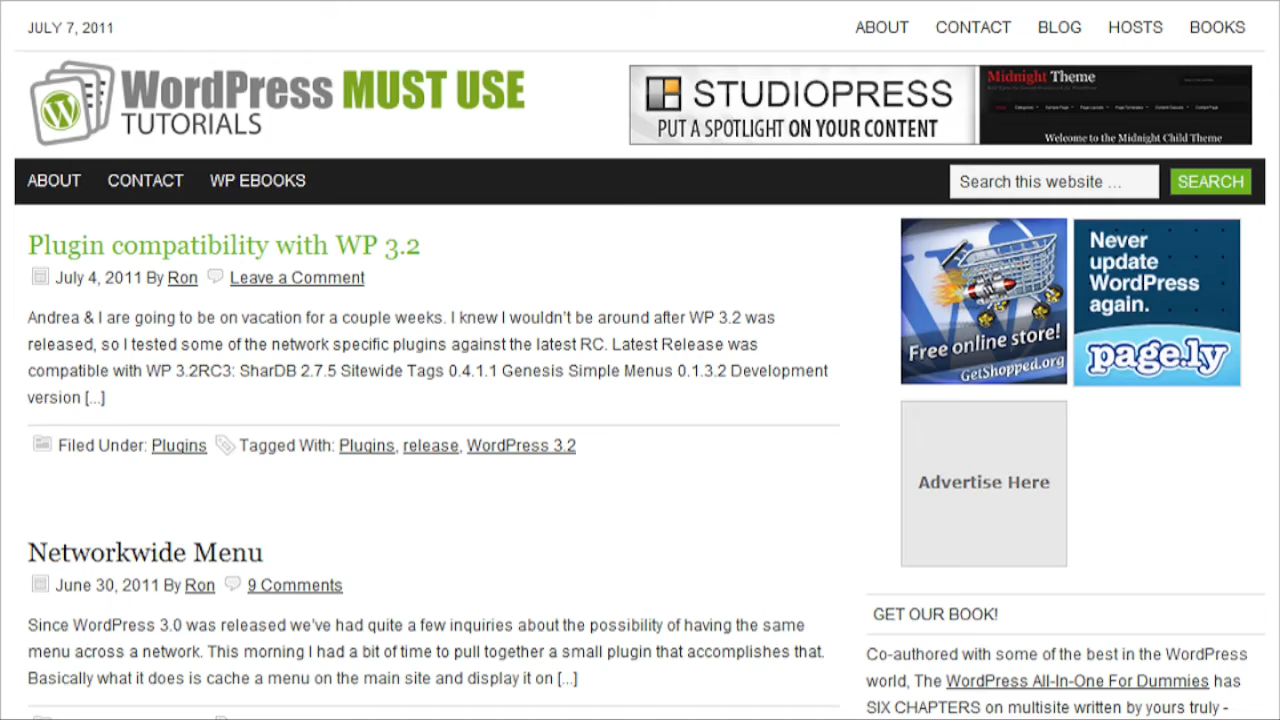 JULY 7, 2011
ABOUT CONTACT BLOG HOSTS BOOKS
WordPress MUST USE
TUTORIALS
STUDIOPRESS
PUT A SPOTLIGHT ON YOUR CONTENT
Midnight Theme
Welcome to the Midnight Child Theme
ABOUT CONTACT WP EBOOKS
Search this website ...
SEARCH
Plugin compatibility with WP 3.2
July 4, 2011 By Ron Leave a Comment
Andrea & I are going to be on vacation for a couple weeks. I knew I wouldn't be around after WP 3.2 was
released, so I tested some of the network specific plugins against the latest RC. Latest Release was
compatible with WP 3.2RC3: SharDB 2.7.5 Sitewide Tags 0.4.1.1 Genesis Simple Menus 0.1.3.2 Development
version [...]
Filed Under: Plugins Tagged With: Plugins, release, WordPress 3.2
Networkwide Menu
June 30, 2011 By Ron 9 Comments
Since WordPress 3.0 was released we've had quite a few inquiries about the possibility of having the same
menu across a network. This morning I had a bit of time to pull together a small plugin that accomplishes that.
Basically what it does is cache a menu on the main site and display it on [...]
Free online store!
GetShopped.org
Never
update
WordPress
again.
page.ly
Advertise Here
GET OUR BOOK!
Co-authored with some of the best in the WordPress
world, The WordPress All-In-One For Dummies has
SIX CHAPTERS on multisite written by yours truly -